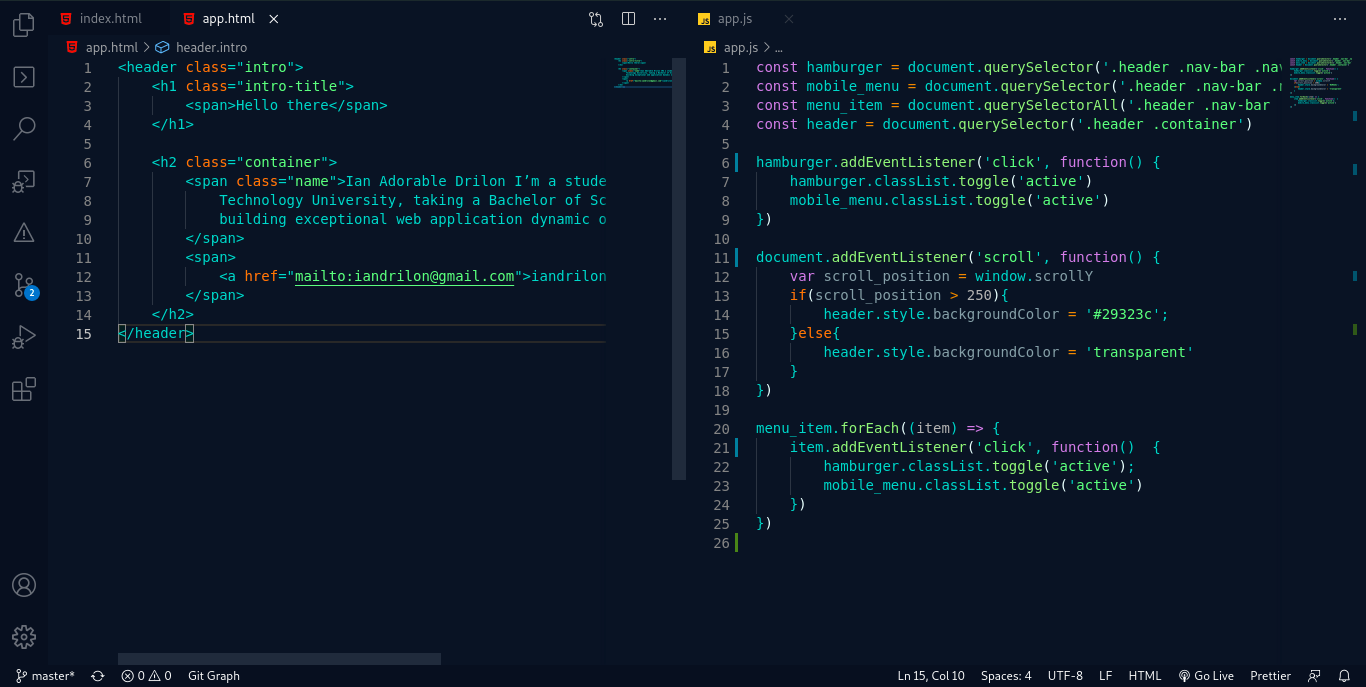 index.html
app.html
app.js
app.html > header.intro
app.js > ...
1 <header class="intro">
2 <h1 class="intro-title">
3 <span>Hello there</span>
4 </h1>
5
6 <h2 class="container">
7 <span class="name">Ian Adorable Drilon I’m a stude
8 Technology University, taking a Bachelor of Sc
9 building exceptional web application dynamic o
10 </span>
11 <span>
12 <a href="mailto:iandrilon@gmail.com">iandrilon
13 </span>
14 </h2>
15 </header>
1 const hamburger = document.querySelector('.header .nav-bar .nav
2 const mobile_menu = document.querySelector('.header .nav-bar .n
3 const menu_item = document.querySelectorAll('.header .nav-bar
4 const header = document.querySelector('.header .container')
5
6 hamburger.addEventListener('click', function() {
7 hamburger.classList.toggle('active')
8 mobile_menu.classList.toggle('active')
9 })
10
11 document.addEventListener('scroll', function() {
12 var scroll_position = window.scrollY
13 if(scroll_position > 250){
14 header.style.backgroundColor = '#29323c';
15 }else{
16 header.style.backgroundColor = 'transparent'
17 }
18 })
19
20 menu_item.forEach((item) => {
21 item.addEventListener('click', function()  {
22 hamburger.classList.toggle('active');
23 mobile_menu.classList.toggle('active')
24 })
25 })
26
2
master* 0 0 Git Graph Ln 15, Col 10 Spaces: 4 UTF-8 LF HTML Go Live Prettier